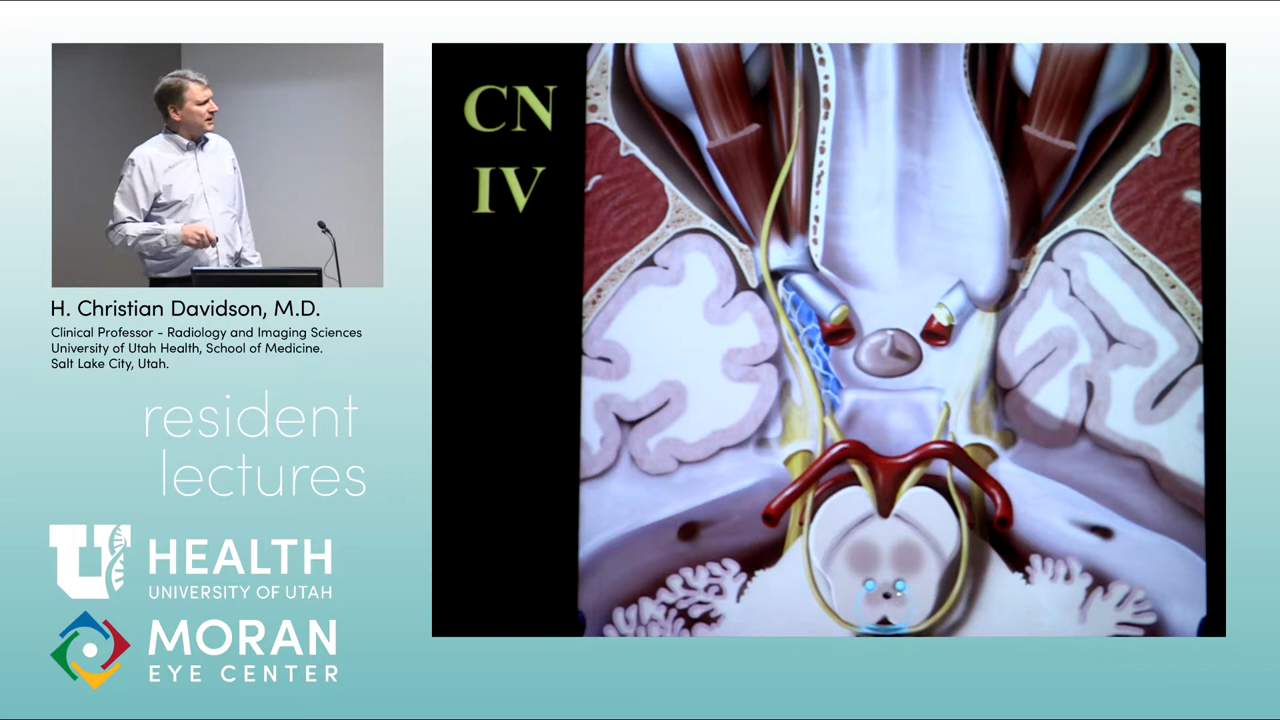 CN
IV
H. Christian Davidson, M.D.
Clinical Professor - Radiology and Imaging Sciences
University of Utah Health, School of Medicine.
Salt Lake City, Utah.
resident
lectures
U
HEALTH
UNIVERSITY OF UTAH
MORAN
EYE CENTER